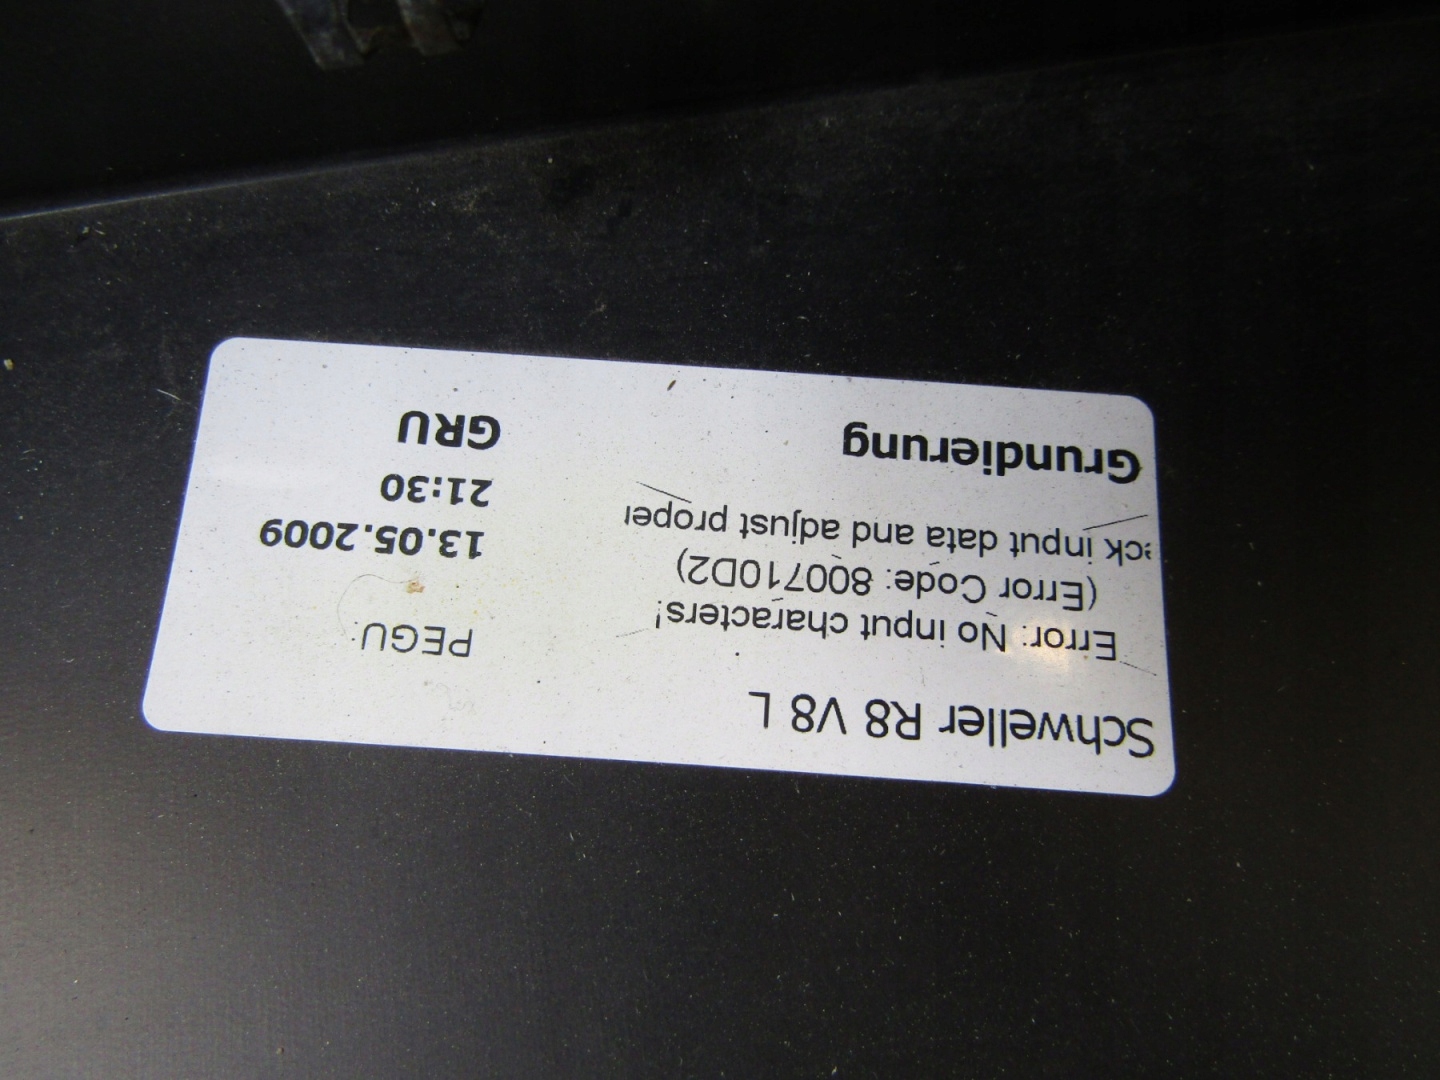 Schweller R8 V8 L
Error: No input characters!
(Error Code: 800710D2)
eck input data and adjust proper
Grundierung
PEGU:
13.05.2009
21:30
GRU